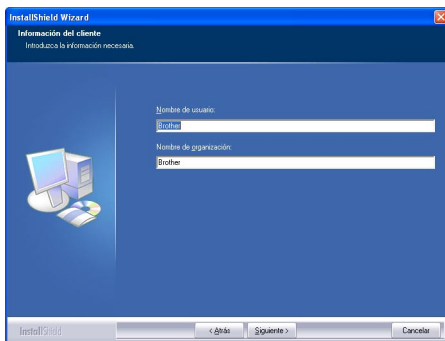 InstallShield Wizard
Información del cliente
Introduzca la información necesaria.
Nombre de usuario:
Brother
Nombre de organización:
Brother
InstallShield
< Atrás
Siguiente >
Cancelar